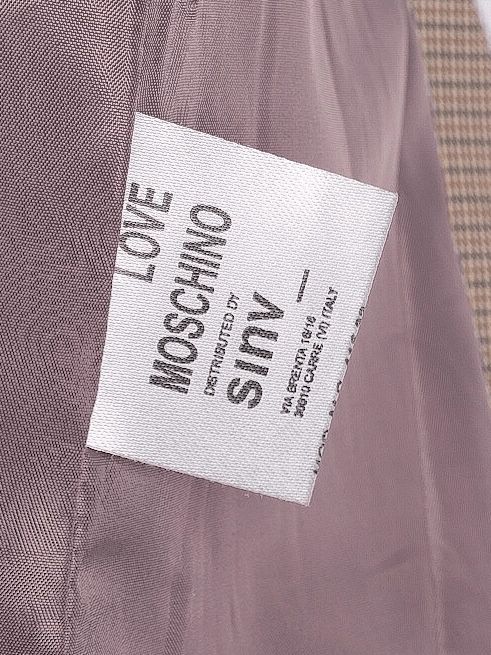 LOVE
MOSCHINO
DISTRIBUTED BY
sinv
VIA BRENTA 16/18
36010 CARRE (VI) ITALY